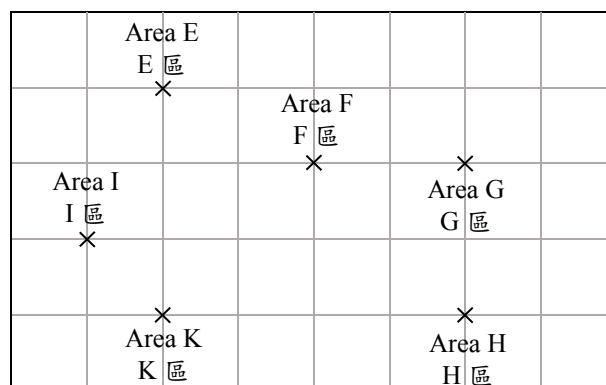 Area E
E 區
Area F
F 區
Area I
I 區
Area G
G 區
Area K
K 區
Area H
H 區